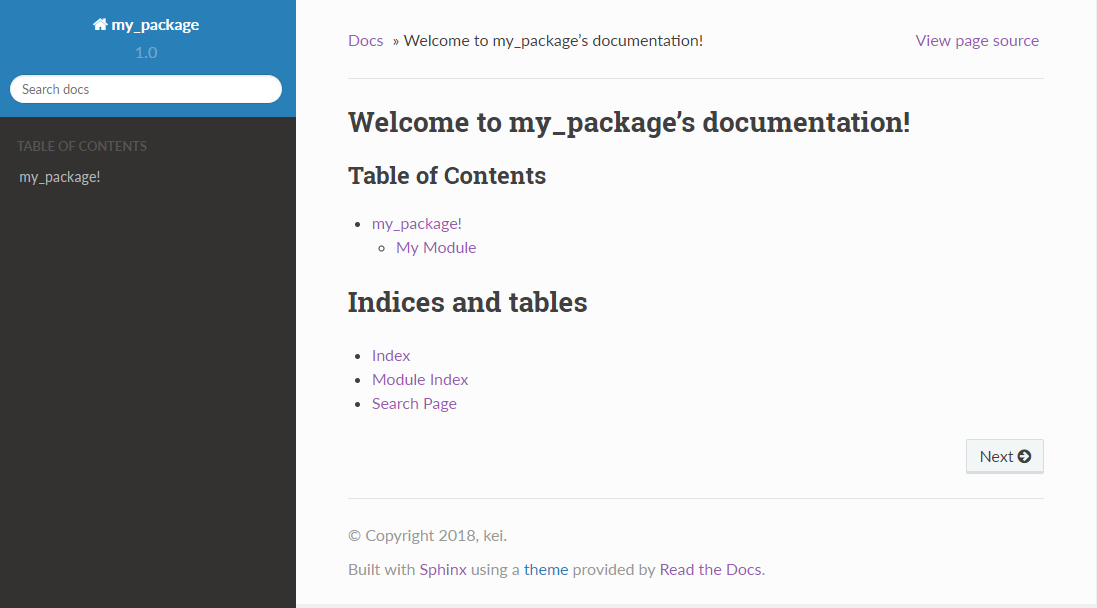 my_package
1.0
Search docs
TABLE OF CONTENTS
my_package!
Docs » Welcome to my_package’s documentation!
View page source
Welcome to my_package’s documentation!
Table of Contents
my_package!
My Module
Indices and tables
Index
Module Index
Search Page
Next
© Copyright 2018, kei.
Built with Sphinx using a theme provided by Read the Docs.